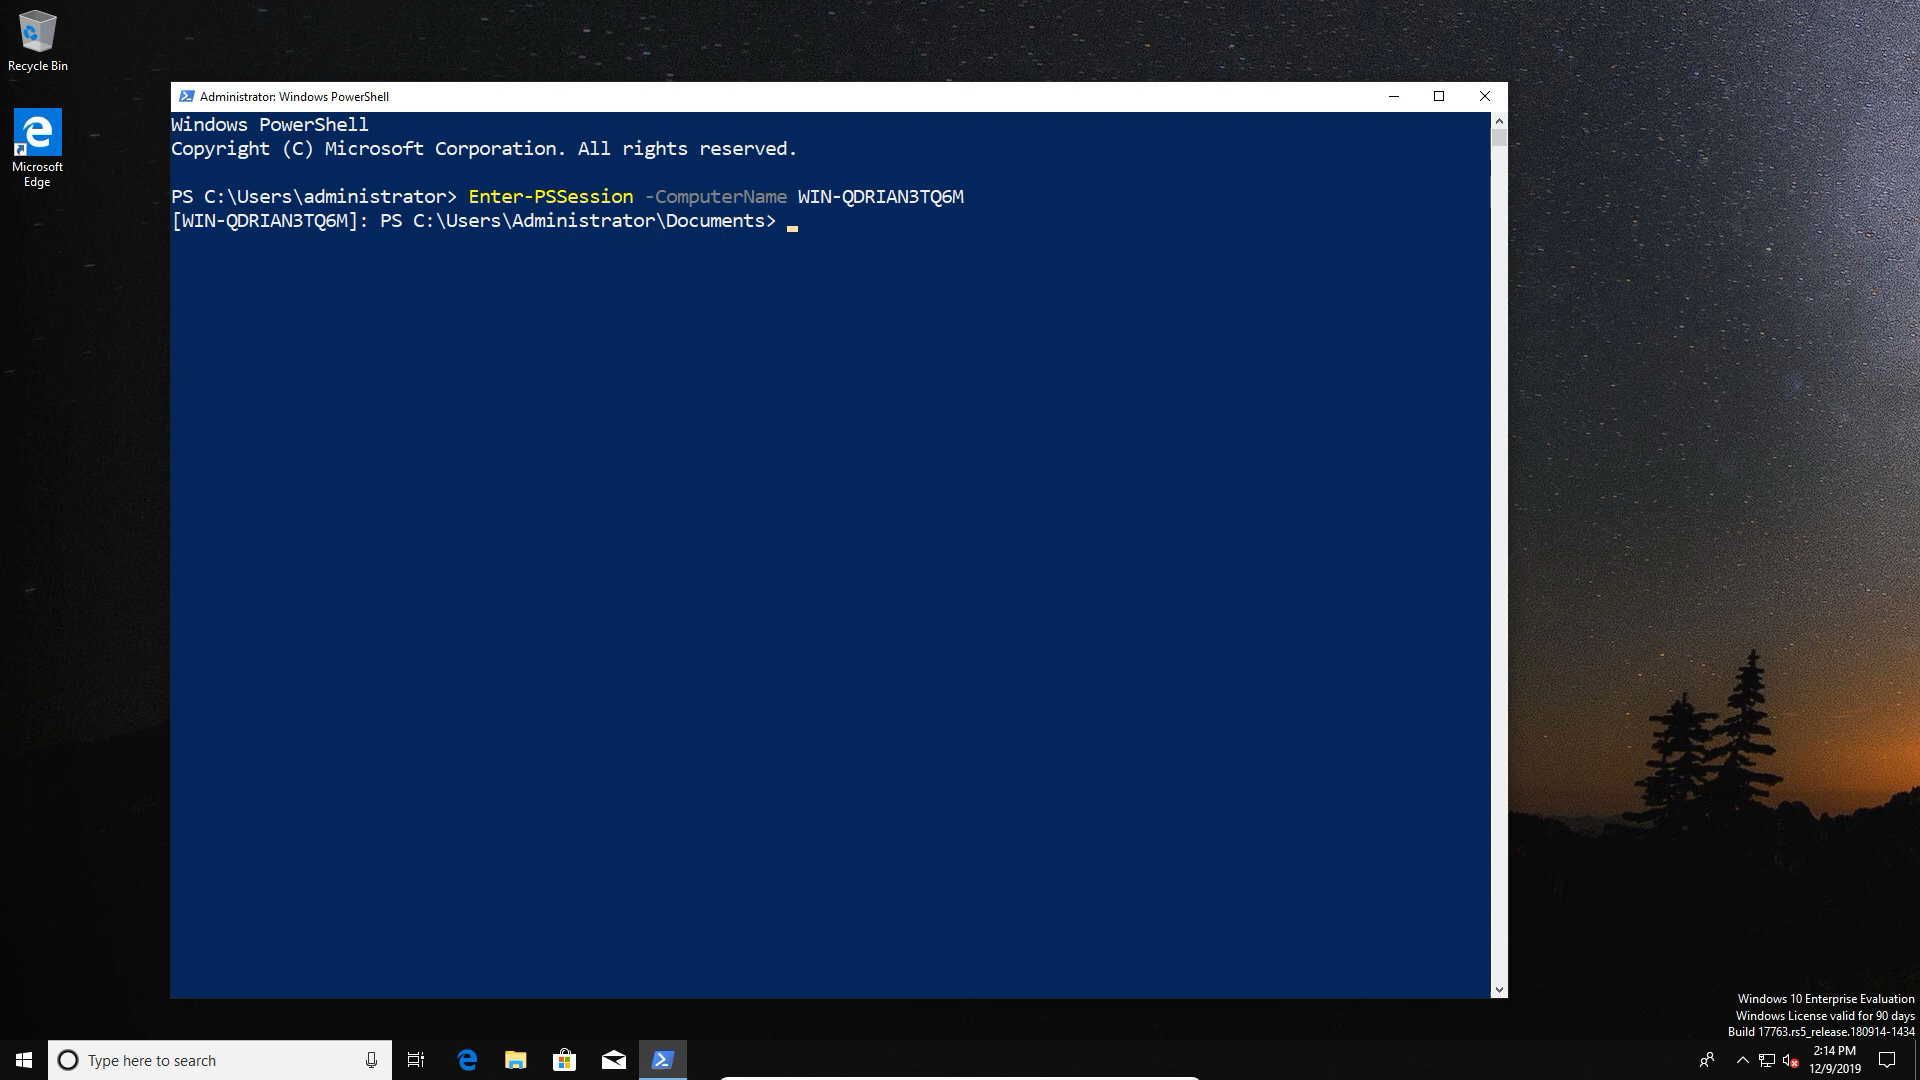 Recycle Bin
Microsoft
Edge
Administrator: Windows PowerShell
Windows PowerShell
Copyright (C) Microsoft Corporation. All rights reserved.
PS C:\Users\administrator> Enter-PSSession -ComputerName WIN-QDRIAN3TQ6M
[WIN-QDRIAN3TQ6M]: PS C:\Users\Administrator\Documents>
Windows 10 Enterprise Evaluation
Windows License valid for 90 days
Build 17763.rs5_release.180914-1434
Type here to search
2:14 PM
12/9/2019